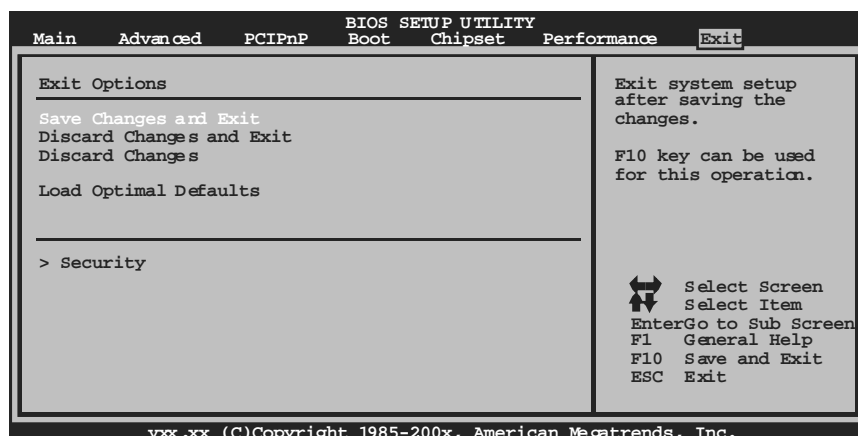 BIOS SETUP UTILITY
Main Advanced PCIPnP Boot Chipset Performance Exit
Exit Options
Save Changes and Exit
Discard Changes and Exit
Discard Changes
Load Optimal Defaults
> Security
Exit system setup
after saving the
changes.
F10 key can be used
for this operation.
Select Screen
Select Item
Enter Go to Sub Screen
F1 General Help
F10 Save and Exit
ESC Exit
vxx.xx (C)Copyright 1985-200x, American Megatrends, Inc.